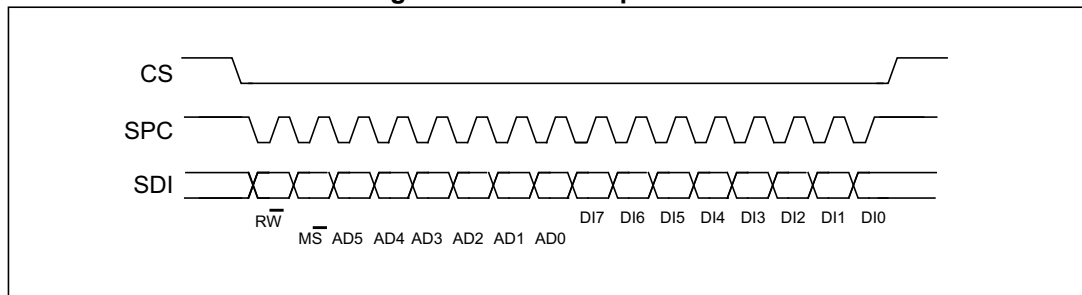 CS
SPC
SDI
RW̅ DI7 DI6 DI5 DI4 DI3 DI2 DI1 DI0
MS̅ AD5 AD4 AD3 AD2 AD1 AD0